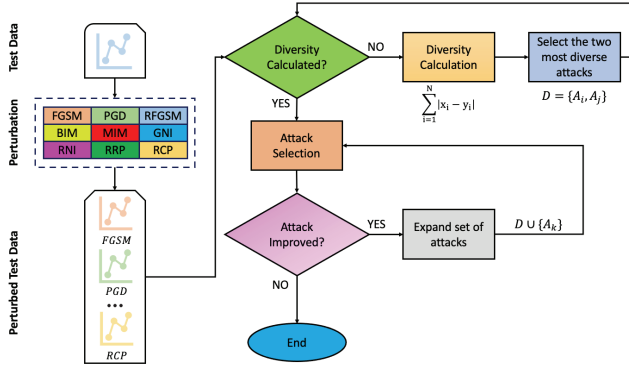 Test Data
Perturbation
FGSM PGD RFGSM
BIM MIM GNI
RNI RRP RCP
Perturbed Test Data
FGSM
PGD
...
RCP
Diversity
Calculated?
NO
YES
Diversity
Calculation
N
∑ |xᵢ − yᵢ|
i=1
Select the two
most diverse
attacks
D = {Aᵢ, Aⱼ}
Attack
Selection
Attack
Improved?
YES
NO
Expand set of
attacks
D ∪ {Aₖ}
End